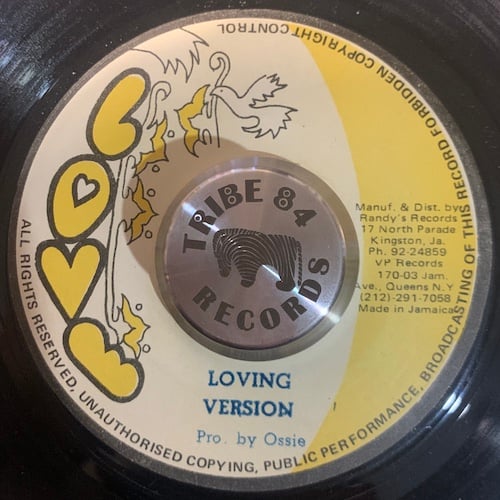 LOVE
TRIBE 84
RECORDS
Manuf. & Dist. by
Randy's Records
17 North Parade
Kingston, Ja.
Ph. 92-24859
VP Records
170-03 Jam.
Ave., Queens N.Y
(212)-291-7058
Made in Jamaica
LOVING
VERSION
Pro. by Ossie
ALL RIGHTS RESERVED. UNAUTHORISED COPYING, PUBLIC PERFORMANCE, BROADCASTING OF THIS RECORD FORBIDDEN COPYRIGHT CONTROL